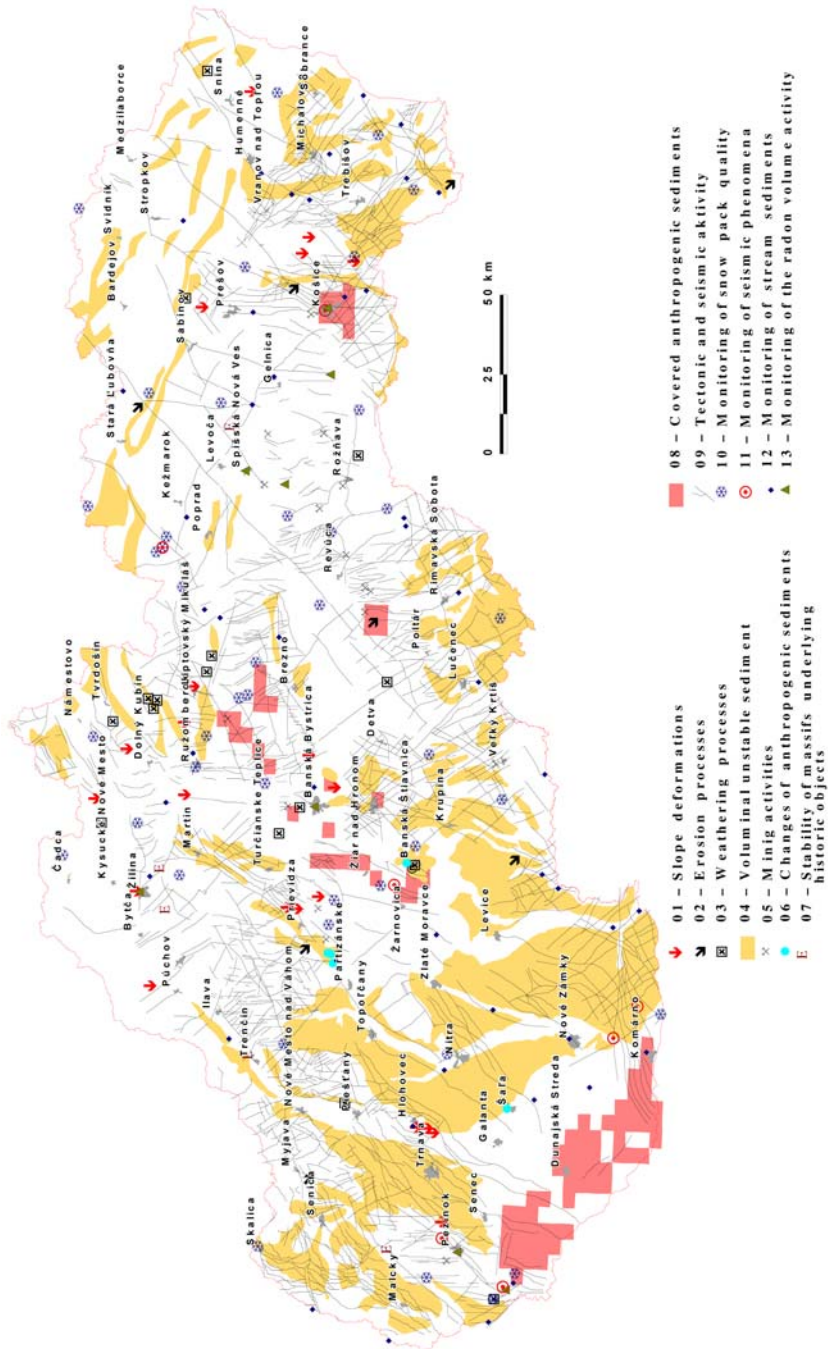 Čadca
Námestovo
Tvrdošín
Kysucké Nové Mesto
Dolný Kubín
Bytča
Žilina
Martin
Ružomberok
Liptovský Mikuláš
Púchov
Ilava
Trenčín
Turčianske Teplice
Prievidza
Banská Bystrica
Brezno
Stará Ľubovňa
Kežmarok
Poprad
Levoča
Spišská Nová Ves
Gelnica
Bardejov
Svidník
Stropkov
Medzilaborce
Sabinov
Prešov
Snina
Humenné
Vranov nad Topľou
Michalovce
Sobrance
Trebišov
Košice
Rožňava
Revúca
Rimavská Sobota
Poltár
Lučenec
Detva
Veľký Krtíš
Krupina
Banská Štiavnica
Žiar nad Hronom
Žarnovica
Zlaté Moravce
Levice
Partizánske
Topoľčany
Nové Mesto nad Váhom
Piešťany
Myjava
Skalica
Senica
Malcky
Hlohovec
Nitra
Trnava
Pezinok
Senec
Galanta
Šaľa
Nové Zámky
Dunajská Streda
Komárno
0 25 50 km
01 – Slope deformations
02 – Erosion processes
03 – Weathering processes
04 – Voluminal unstable sediment
05 – Minig activities
06 – Changes of anthropogenic sediments
07 – Stability of massifs underlying
historic objects
08 – Covered anthropogenic sediments
09 – Tectonic and seismic aktivity
10 – Monitoring of snow pack quality
11 – Monitoring of seismic phenomena
12 – Monitoring of stream sediments
13 – Monitoring of the radon volume activity